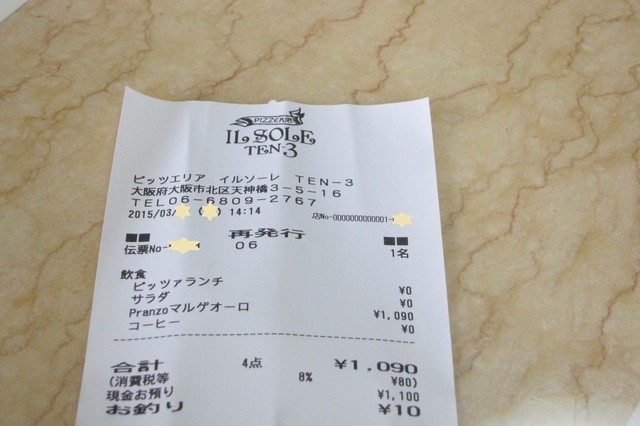 PIZZERIA
IL SOLE
TEN-3
ピッツエリア イルソーレ TEN-3
大阪府大阪市北区天神橋3-5-16
TEL06-6809-2767
2015/03/ ( ) 14:14 店No-0000000000001-
■■ 再発行 ■■
伝票No- 06 1名
飲食
ピッツァランチ ¥0
サラダ ¥0
Pranzoマルゲオーロ ¥1,090
コーヒー ¥0
合計 4点 ¥1,090
(消費税等 8% ¥80)
現金お預り ¥1,100
お釣り ¥10